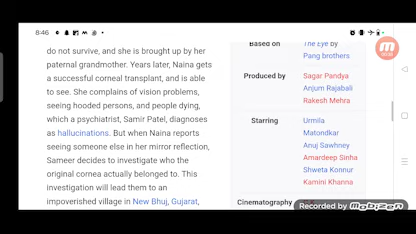 8:46
do not survive, and she is brought up by her
paternal grandmother. Years later, Naina gets
a successful corneal transplant, and is able
to see. She complains of vision problems,
seeing hooded persons, and people dying,
which a psychiatrist, Samir Patel, diagnoses
as hallucinations. But when Naina reports
seeing someone else in her mirror reflection,
Sameer decides to investigate who the
original cornea actually belonged to. This
investigation will lead them to an
impoverished village in New Bhuj, Gujarat,
Based on
The Eye by
Pang brothers
Produced by
Sagar Pandya
Anjum Rajabali
Rakesh Mehra
Starring
Urmila
Matondkar
Anuj Sawhney
Amardeep Sinha
Shweta Konnur
Kamini Khanna
Cinematography
Recorded by Mobizen